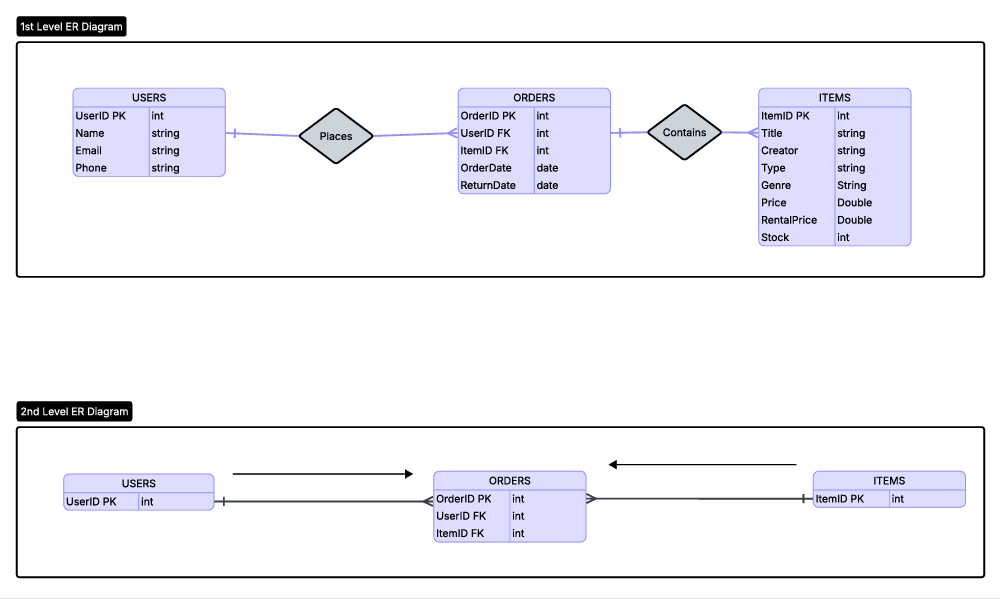 1st Level ER Diagram
USERS
UserID PK int
Name string
Email string
Phone string
Places
ORDERS
OrderID PK int
UserID FK int
ItemID FK int
OrderDate date
ReturnDate date
Contains
ITEMS
ItemID PK int
Title string
Creator string
Type string
Genre String
Price Double
RentalPrice Double
Stock int
2nd Level ER Diagram
USERS
UserID PK int
ORDERS
OrderID PK int
UserID FK int
ItemID FK int
ITEMS
ItemID PK int